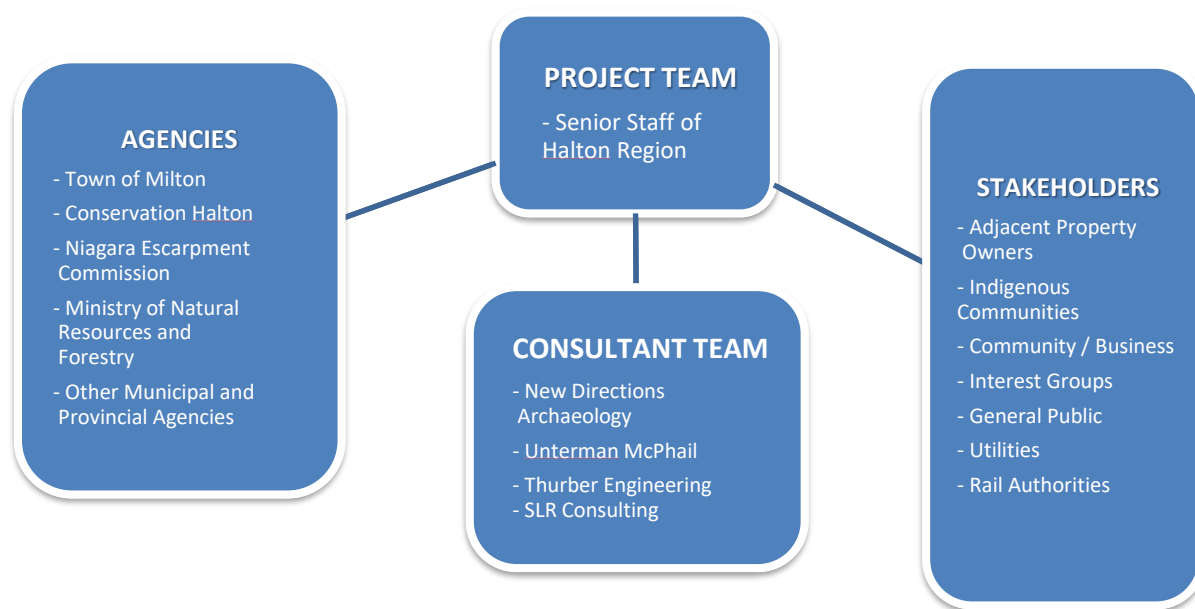 PROJECT TEAM
- Senior Staff of
Halton Region
AGENCIES
- Town of Milton
- Conservation Halton
- Niagara Escarpment
Commission
- Ministry of Natural
Resources and
Forestry
- Other Municipal and
Provincial Agencies
CONSULTANT TEAM
- New Directions
Archaeology
- Unterman McPhail
- Thurber Engineering
- SLR Consulting
STAKEHOLDERS
- Adjacent Property
Owners
- Indigenous
Communities
- Community / Business
- Interest Groups
- General Public
- Utilities
- Rail Authorities